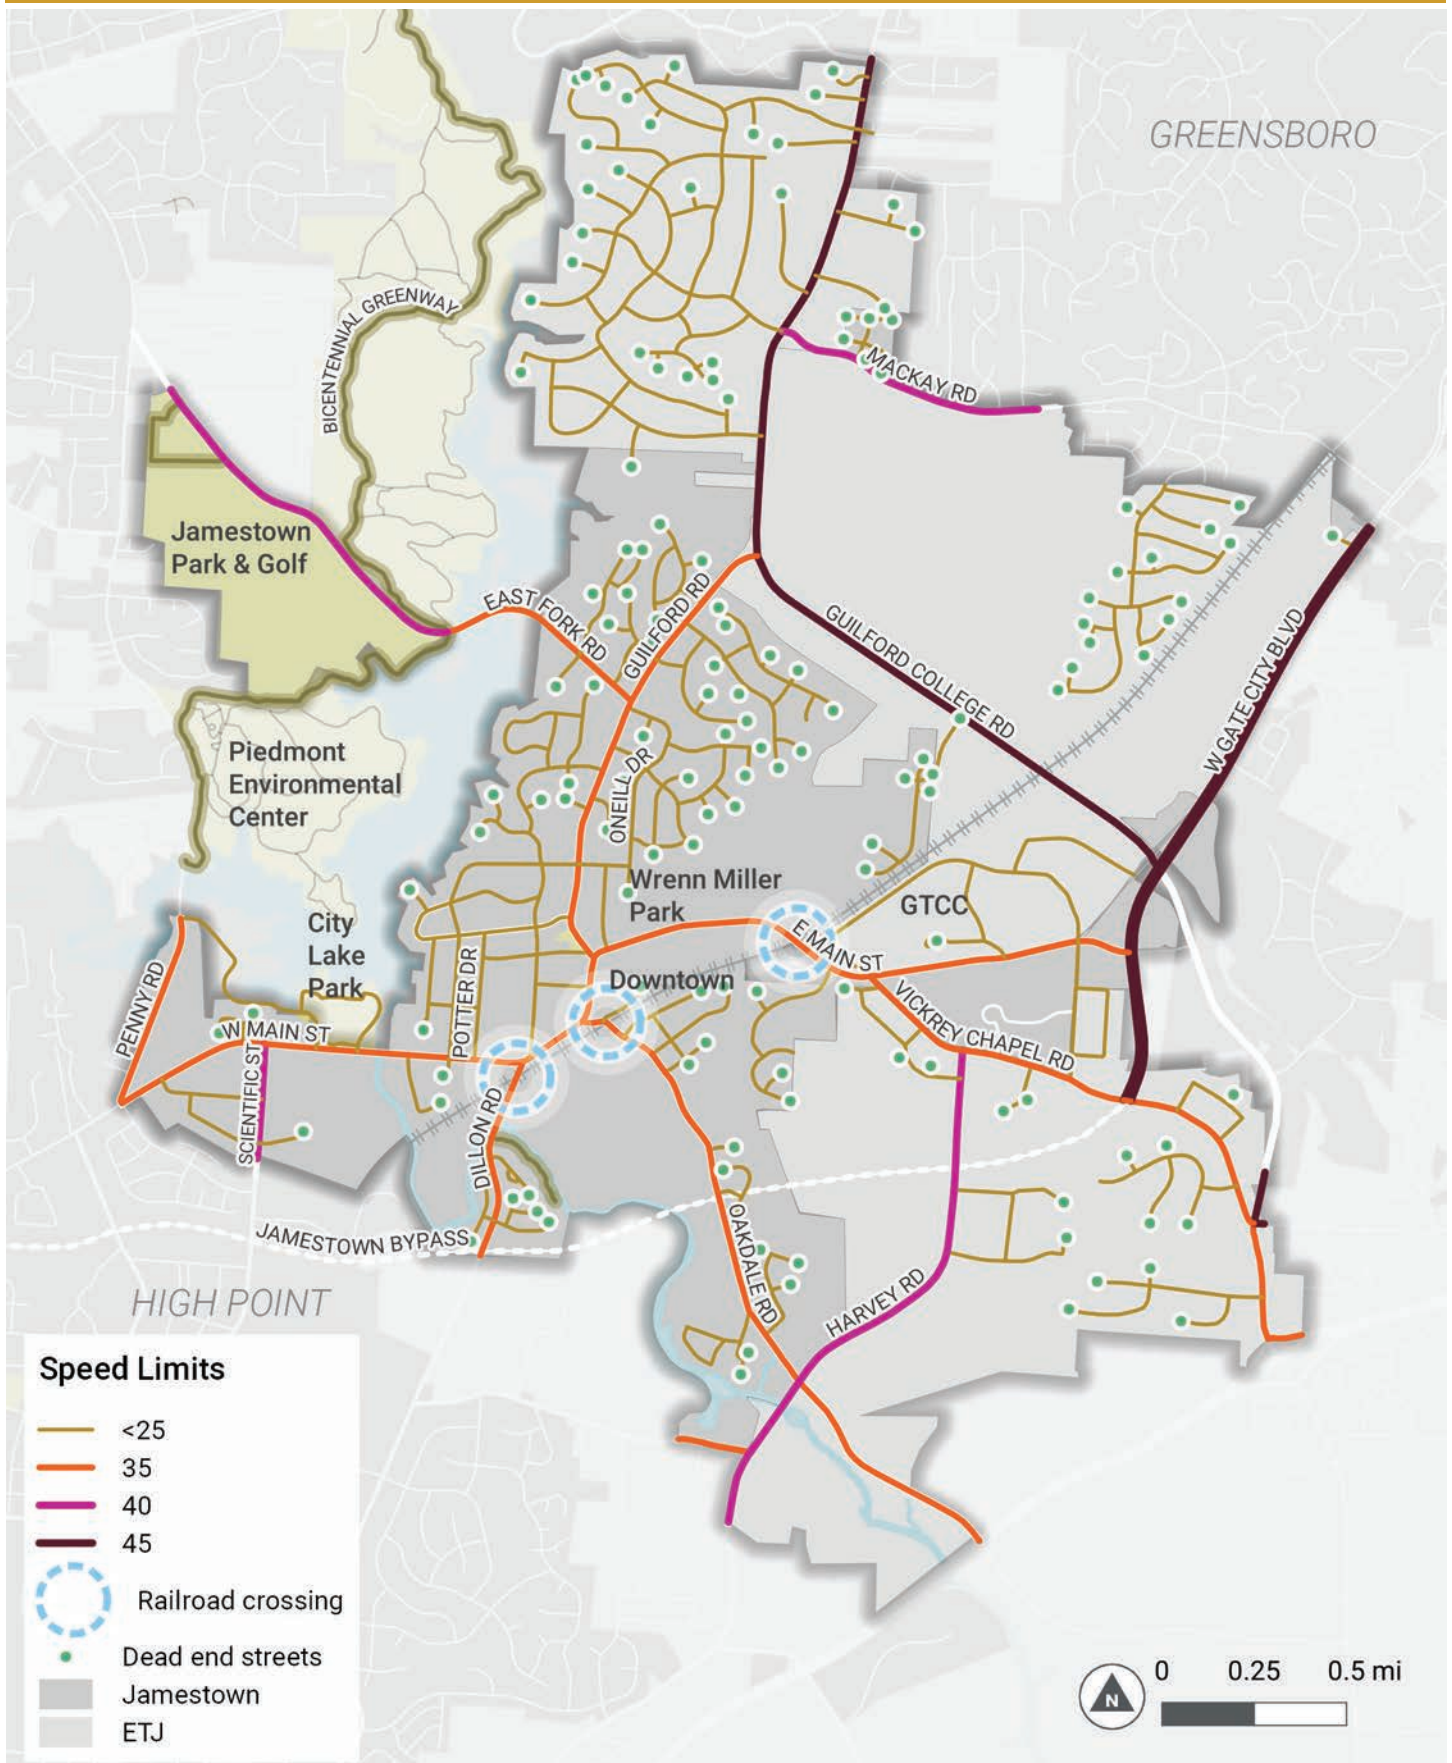 GREENSBORO
BICENTENNIAL GREENWAY
MACKAY RD
Jamestown
Park & Golf
EAST FORK RD
GUILFORD RD
GUILFORD COLLEGE RD
W GATE CITY BLVD
Piedmont
Environmental
Center
ONEILL DR
Wrenn Miller
Park
GTCC
City
Lake
Park
E MAIN ST
Downtown
POTTER DR
PENNY RD
W MAIN ST
VICKREY CHAPEL RD
SCIENTIFIC ST
DILLON RD
JAMESTOWN BYPASS
OAKDALE RD
HARVEY RD
HIGH POINT
Speed Limits
<25
35
40
45
Railroad crossing
Dead end streets
Jamestown
ETJ
N
0 0.25 0.5 mi